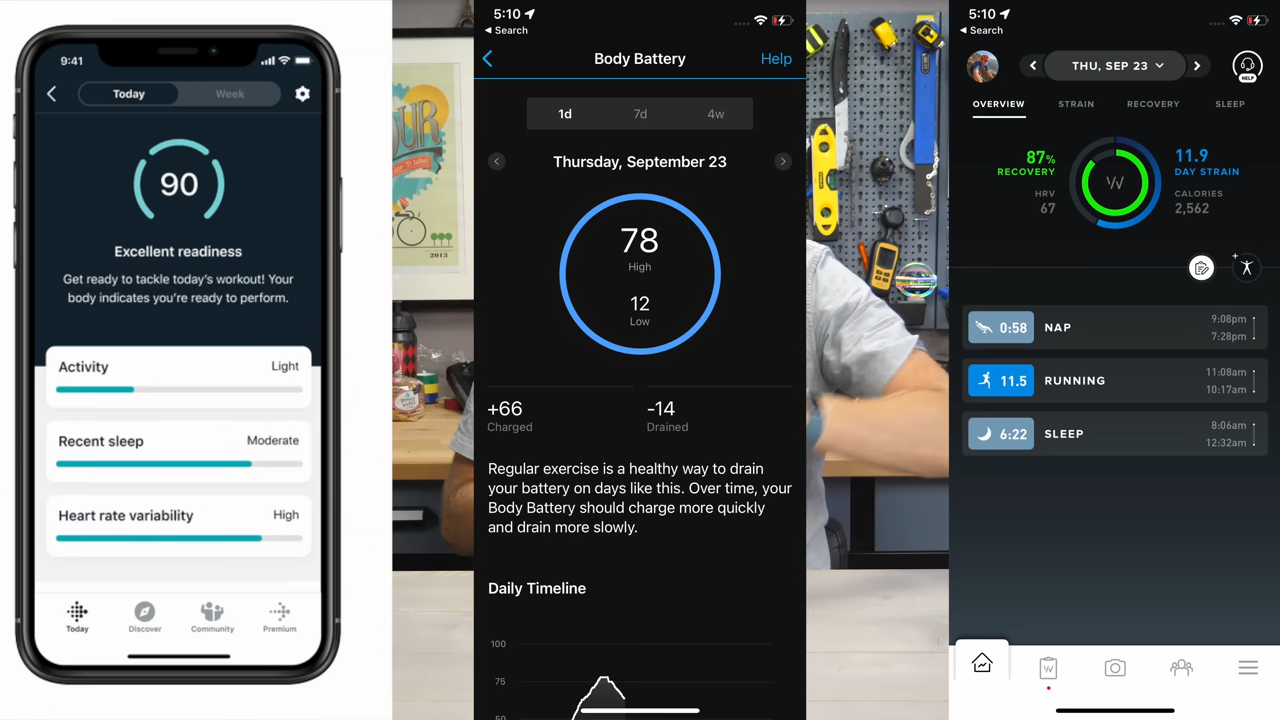 9:41
Today
Week
90
Excellent readiness
Get ready to tackle today's workout! Your
body indicates you're ready to perform.
Activity
Light
Recent sleep
Moderate
Heart rate variability
High
Today
Discover
Community
Premium
OUR
2013
5:10
Search
Body Battery
Help
1d
7d
4w
Thursday, September 23
78
High
12
Low
+66
Charged
-14
Drained
Regular exercise is a healthy way to drain
your battery on days like this. Over time, your
Body Battery should charge more quickly
and drain more slowly.
Daily Timeline
100
75
50
5:10
Search
THU, SEP 23
HELP
OVERVIEW
STRAIN
RECOVERY
SLEEP
87%
RECOVERY
HRV
67
W
11.9
DAY STRAIN
CALORIES
2,562
0:58
NAP
9:08pm
7:28pm
11.5
RUNNING
11:08am
10:17am
6:22
SLEEP
8:06am
12:32am
W